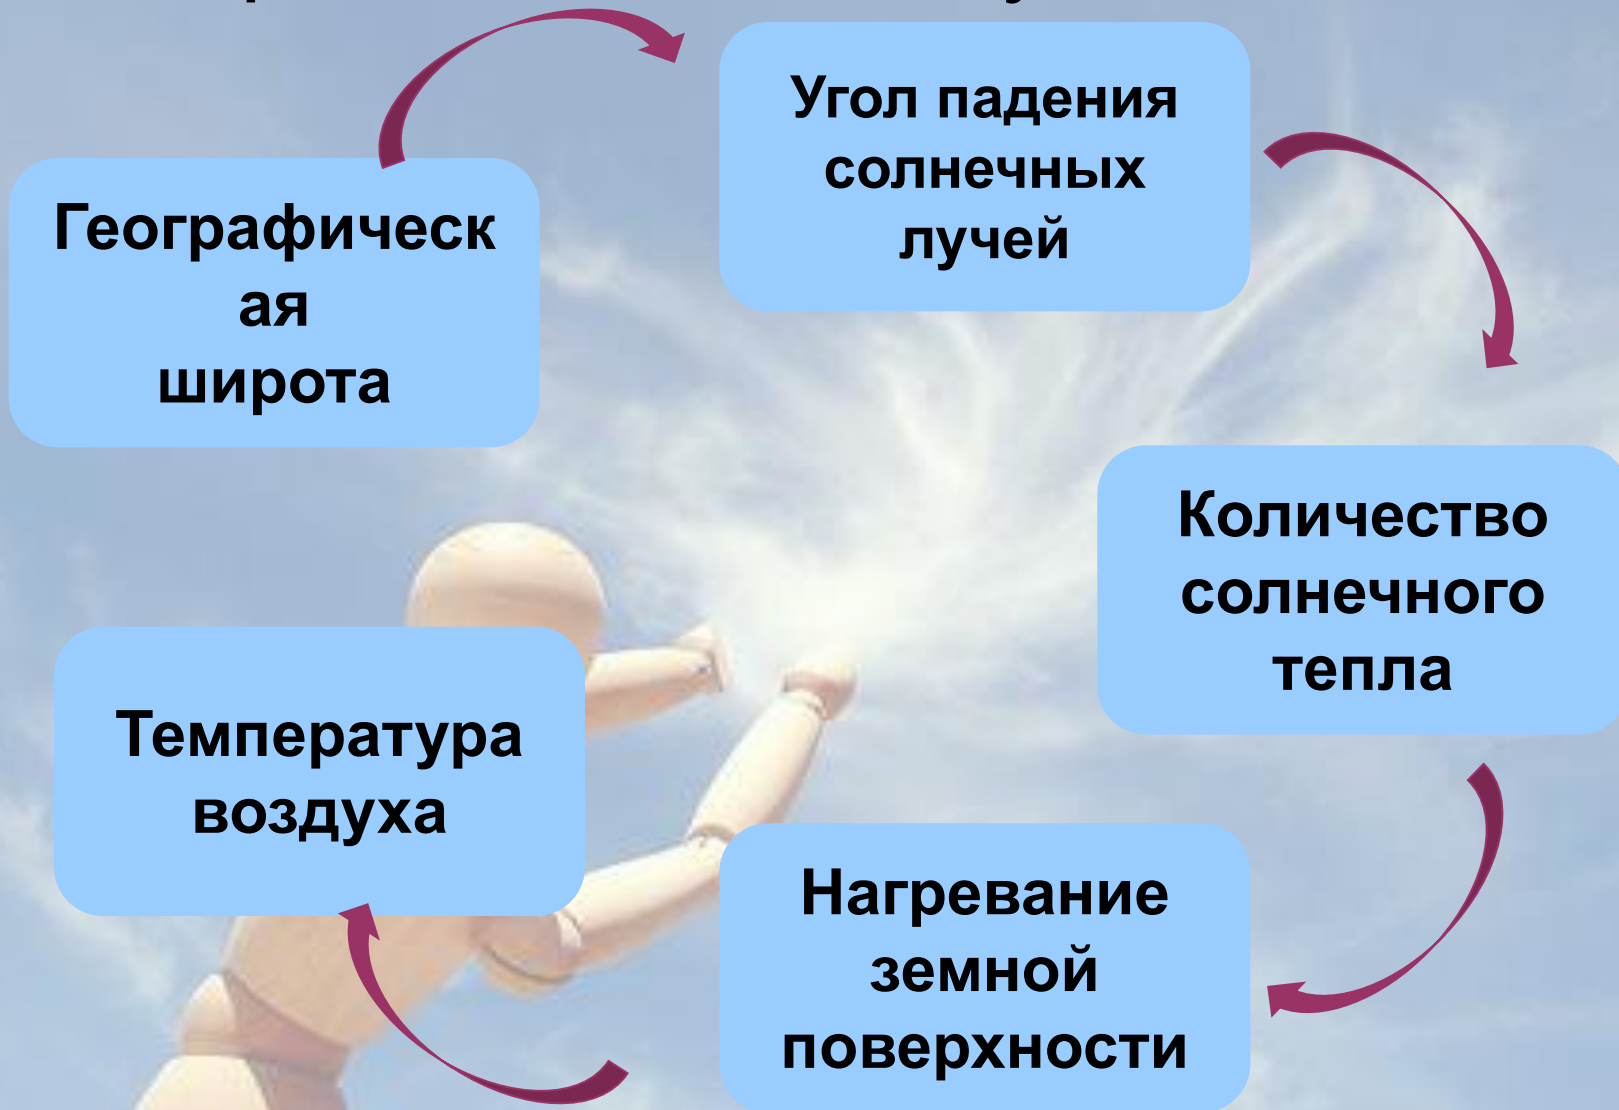 Географическ
ая
широта
Угол падения
солнечных
лучей
Количество
солнечного
тепла
Нагревание
земной
поверхности
Температура
воздуха